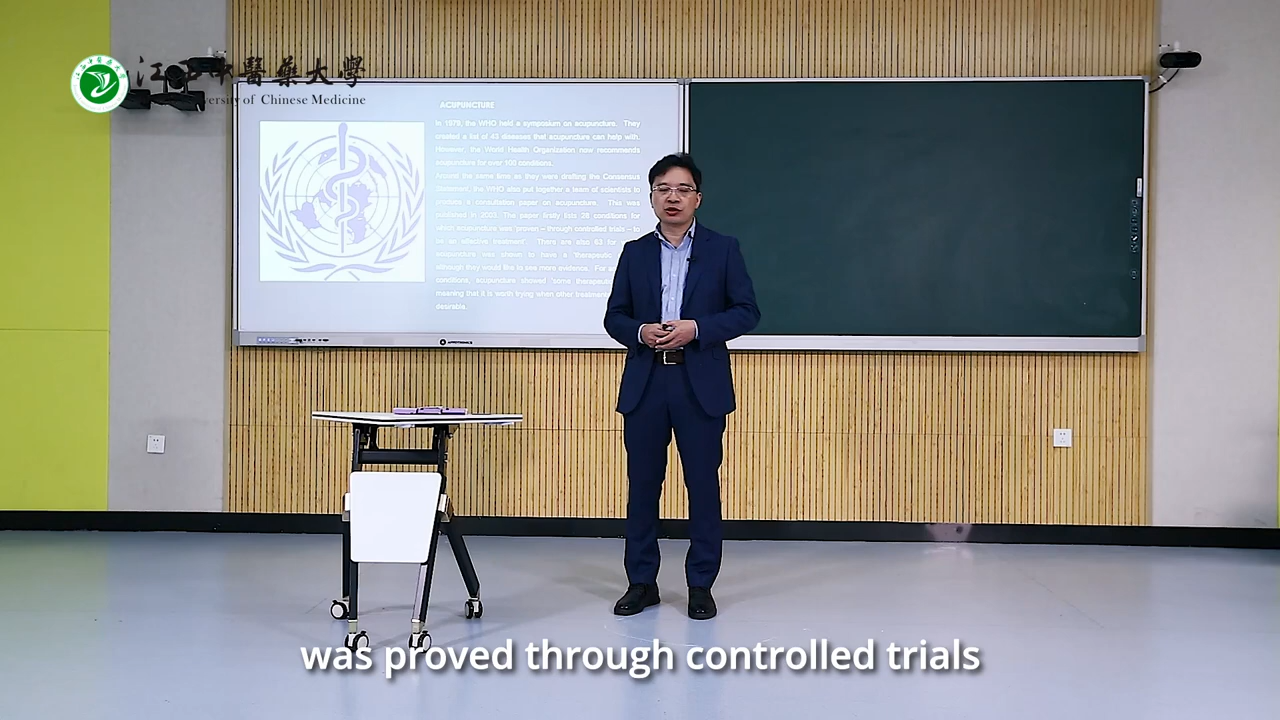 江 中醫藥大學
ersity of Chinese Medicine
ACUPUNCTURE
In 1979, the WHO held a symposium on acupuncture. They
created a list of 43 diseases that acupuncture can help with.
However, the World Health Organization now recommends
acupuncture for over 100 conditions.
Around the same time as they were drafting the Consensus
Statement, the WHO also put together a team of scientists to
produce a consultation paper on acupuncture. This was
published in 2003. The paper firstly lists 28 conditions for
which acupuncture was proven – through controlled trials – to
be an effective treatment'. There are also 63 for
acupuncture was shown to have a 'therapeutic
although they would like to see more evidence. For
conditions, acupuncture showed 'some therapeutic
meaning that it is worth trying when other treatments
desirable.
was proved through controlled trials